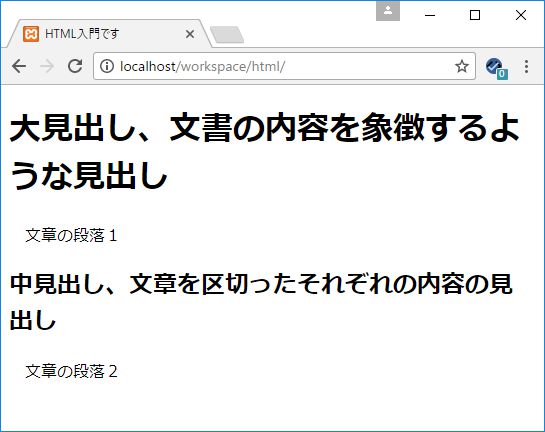 HTML入門です
localhost/workspace/html/
0
大見出し、文書の内容を象徴するよ
うな見出し
文章の段落１
中見出し、文章を区切ったそれぞれの内容の見
出し
文章の段落２